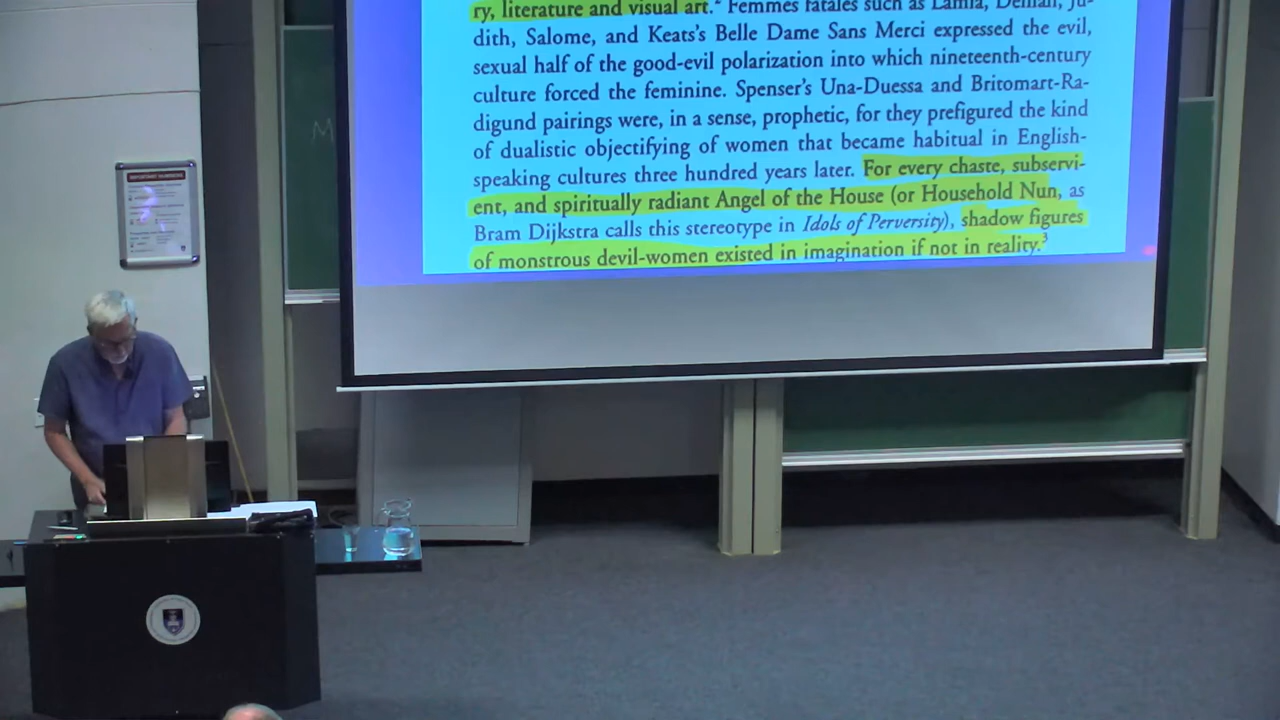 ry, literature and visual art.² Femmes fatales such as Lamia, Delilah, Ju-
dith, Salome, and Keats's Belle Dame Sans Merci expressed the evil,
sexual half of the good-evil polarization into which nineteenth-century
culture forced the feminine. Spenser's Una-Duessa and Britomart-Ra-
digund pairings were, in a sense, prophetic, for they prefigured the kind
of dualistic objectifying of women that became habitual in English-
speaking cultures three hundred years later. For every chaste, subservi-
ent, and spiritually radiant Angel of the House (or Household Nun, as
Bram Dijkstra calls this stereotype in Idols of Perversity), shadow figures
of monstrous devil-women existed in imagination if not in reality.³
M
IMPORTANT NUMBERS